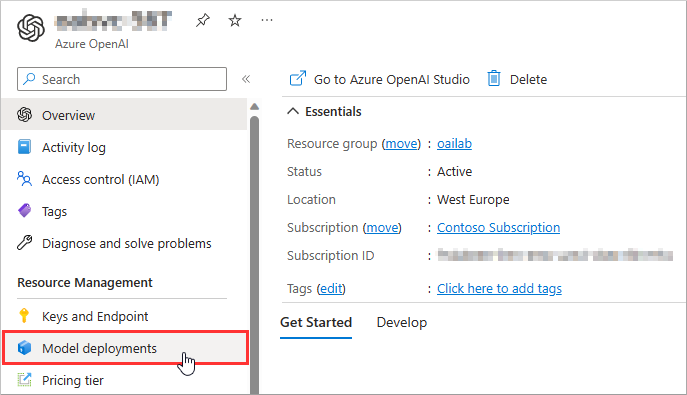 Azure OpenAI
Search
Overview
Activity log
Access control (IAM)
Tags
Diagnose and solve problems
Resource Management
Keys and Endpoint
Model deployments
Pricing tier
Go to Azure OpenAI Studio Delete
Essentials
Resource group (move) : oailab
Status : Active
Location : West Europe
Subscription (move) : Contoso Subscription
Subscription ID :
Tags (edit) : Click here to add tags
Get Started Develop